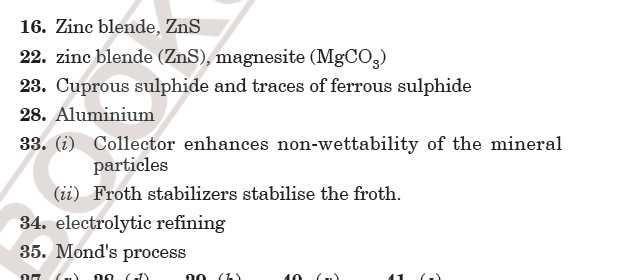 16. Zinc blende, ZnS
22. zinc blende (ZnS), magnesite (MgCO₃)
23. Cuprous sulphide and traces of ferrous sulphide
28. Aluminium
33. (i) Collector enhances non-wettability of the mineral
particles
(ii) Froth stabilizers stabilise the froth.
34. electrolytic refining
35. Mond's process